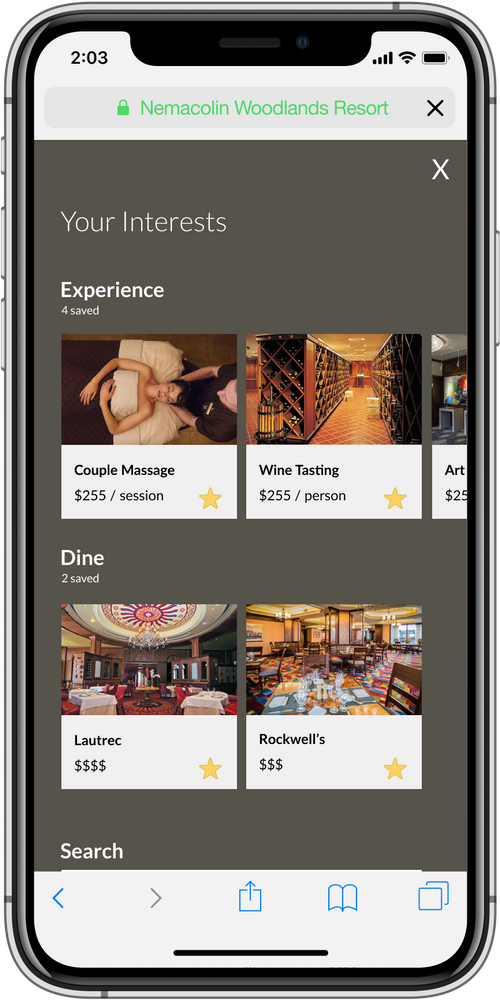 2:03
Nemacolin Woodlands Resort
X
Your Interests
Experience
4 saved
Couple Massage
$255 / session
Wine Tasting
$255 / person
Art
$25
Dine
2 saved
Lautrec
$$$$
Rockwell’s
$$$
Search